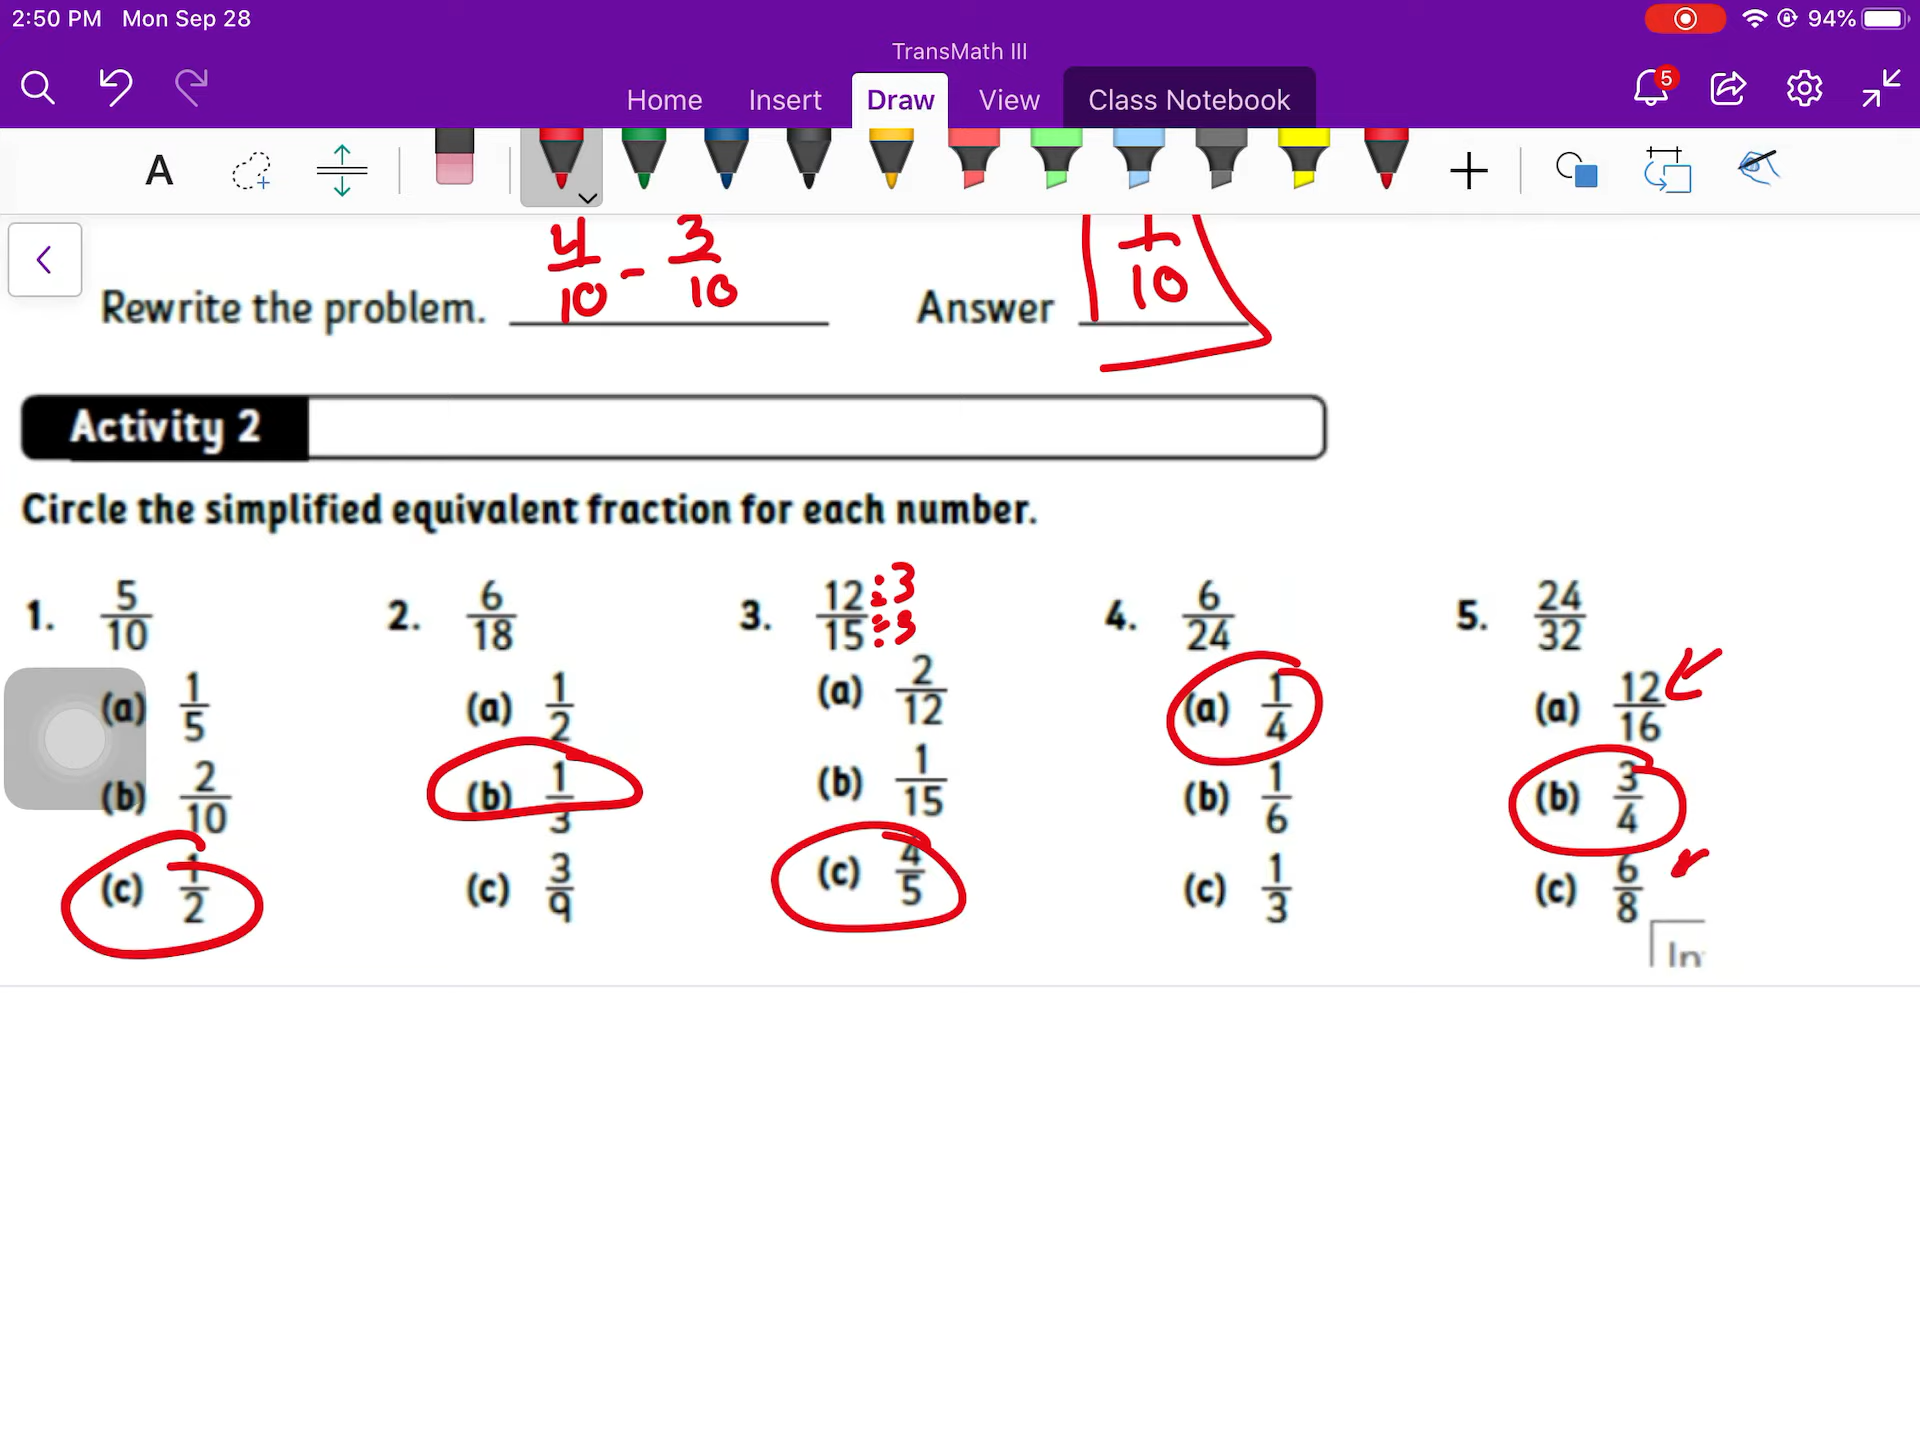 2:50 PM Mon Sep 28
94%
TransMath III
Home Insert Draw View Class Notebook
5
A
Rewrite the problem. 4/10 - 3/10 Answer 1/10
Activity 2
Circle the simplified equivalent fraction for each number.
1. 5/10
(a) 1/5
(b) 2/10
(c) 1/2
2. 6/18
(a) 1/2
(b) 1/3
(c) 3/9
3. 12/15 ÷3 ÷3
(a) 2/12
(b) 1/15
(c) 4/5
4. 6/24
(a) 1/4
(b) 1/6
(c) 1/3
5. 24/32
(a) 12/16
(b) 3/4
(c) 6/8